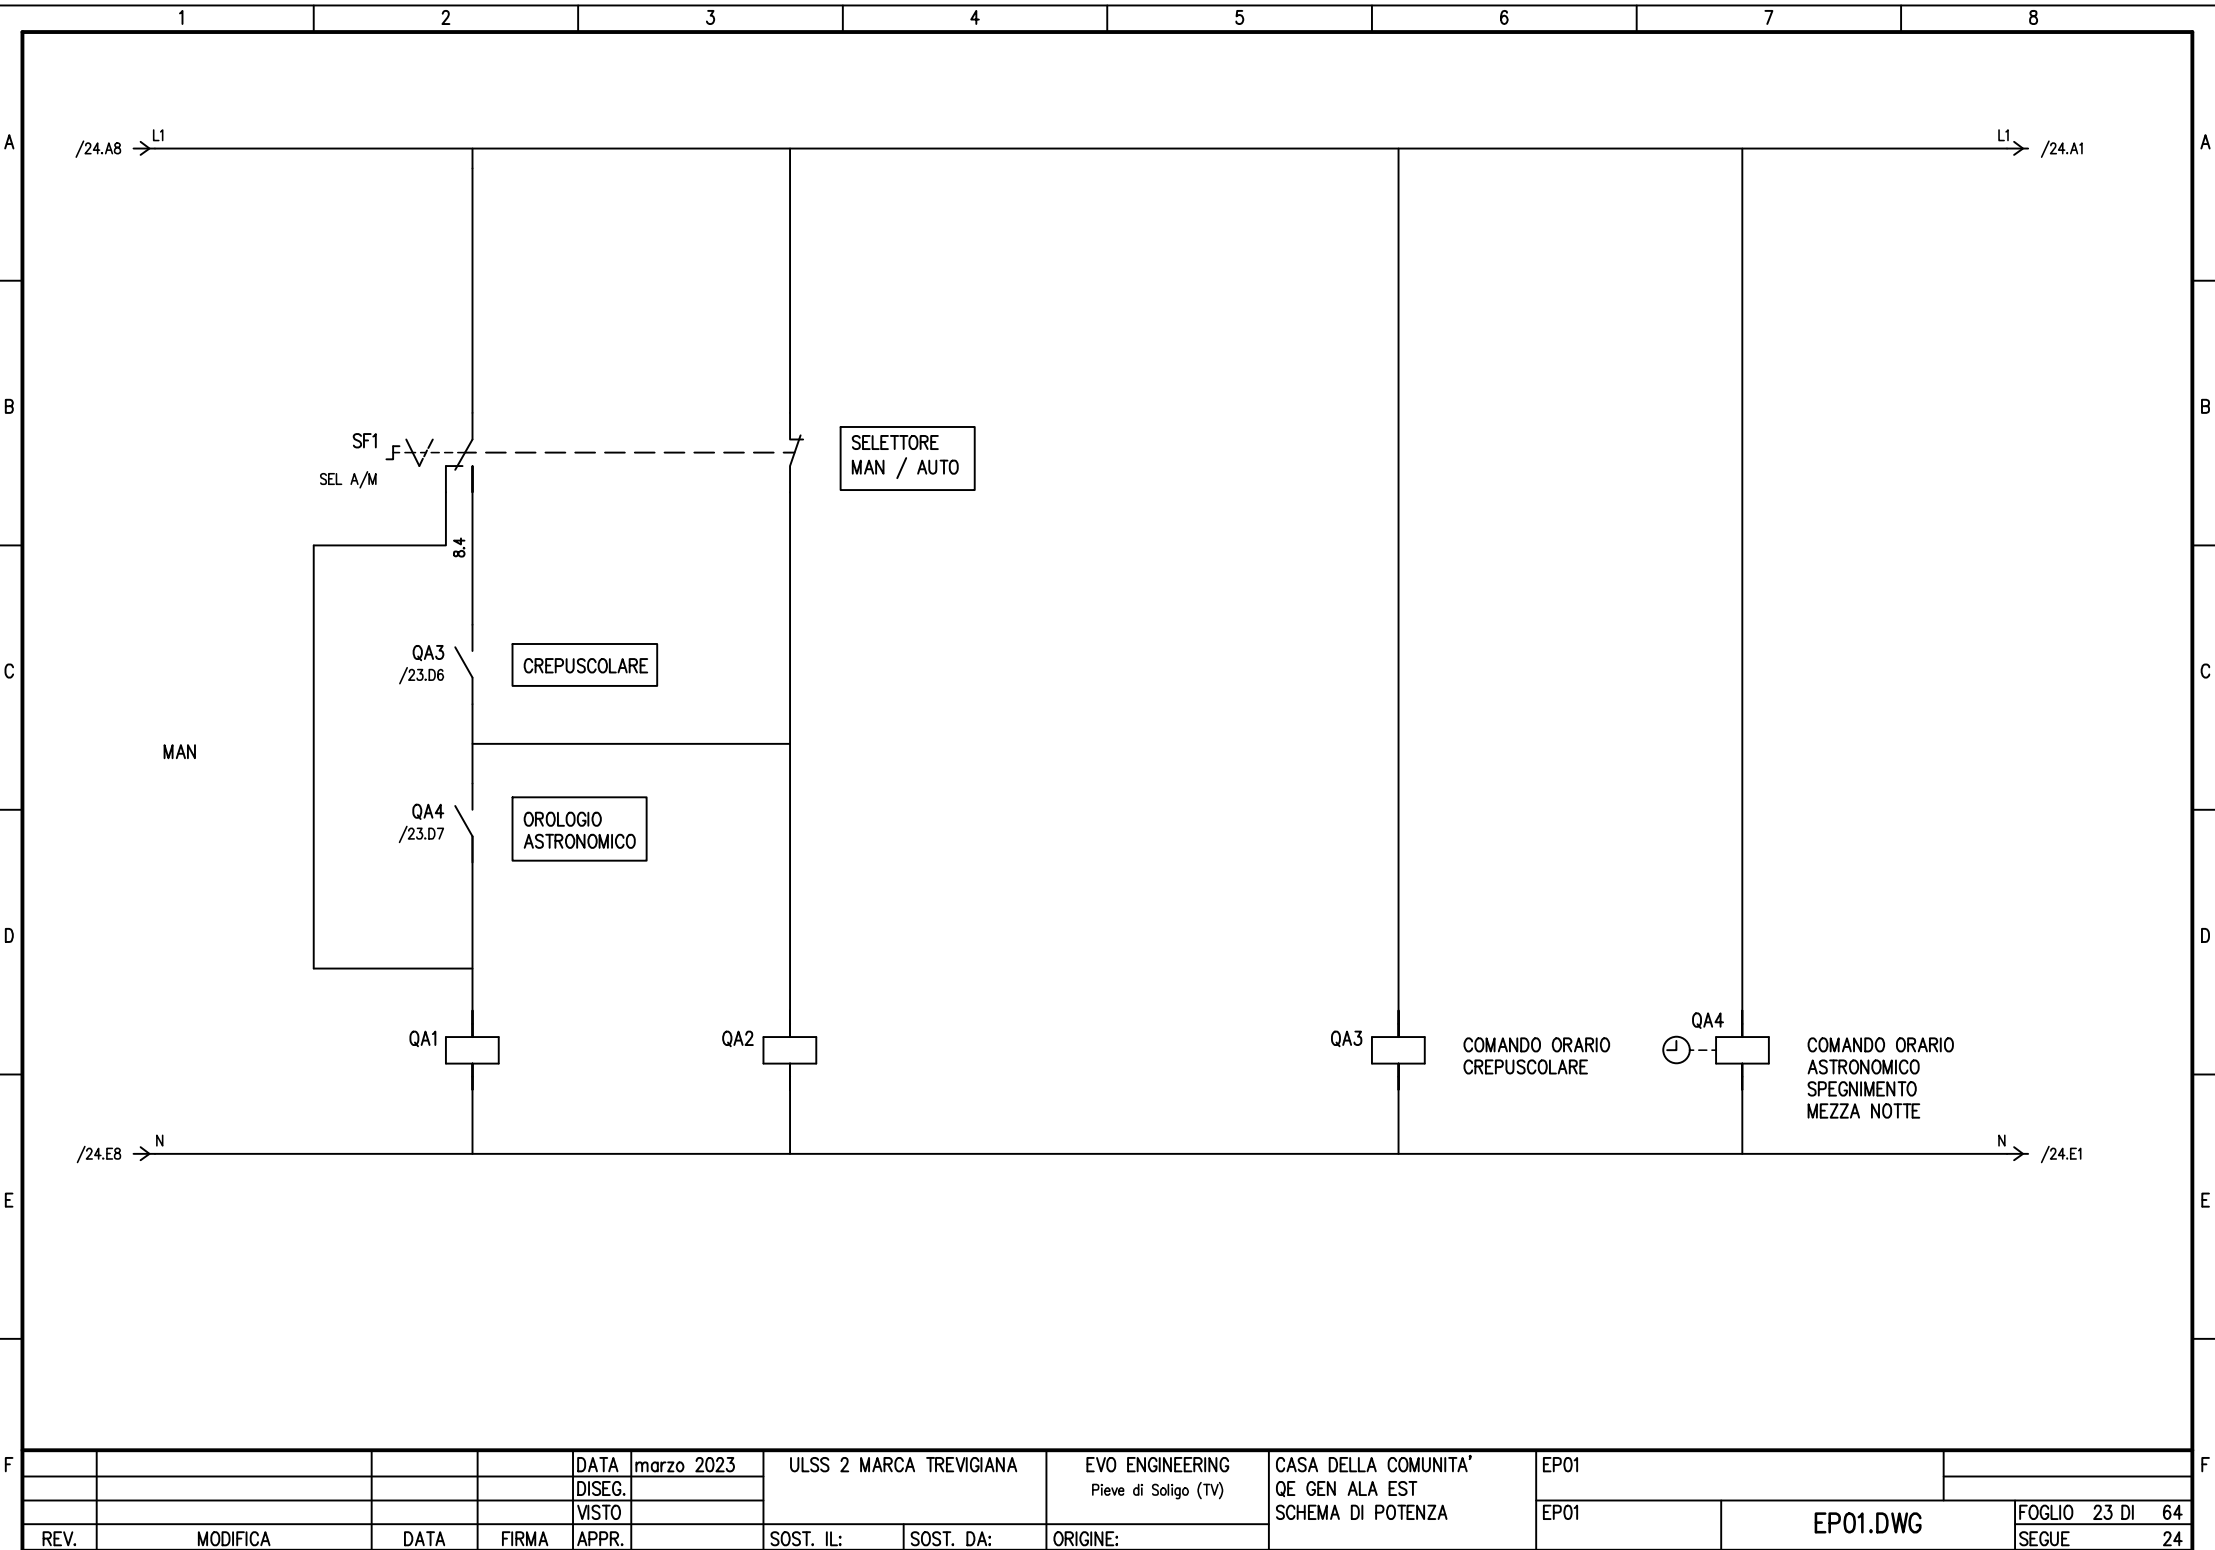 1 2 3 4 5 6 7 8
A
A
/24.A8
L1
L1
/24.A1
B
B
SF1
SEL A/M
SELETTORE
MAN / AUTO
8.4
C
C
QA3
/23.D6
CREPUSCOLARE
MAN
QA4
/23.D7
OROLOGIO
ASTRONOMICO
D
D
QA1
QA2
QA3
COMANDO ORARIO
CREPUSCOLARE
QA4
COMANDO ORARIO
ASTRONOMICO
SPEGNIMENTO
MEZZA NOTTE
/24.E8
N
N
/24.E1
E
E
F
F
DATA marzo 2023
DISEG.
VISTO
REV. MODIFICA DATA FIRMA APPR.
ULSS 2 MARCA TREVIGIANA
SOST. IL: SOST. DA: ORIGINE:
EVO ENGINEERING
Pieve di Soligo (TV)
CASA DELLA COMUNITA'
QE GEN ALA EST
SCHEMA DI POTENZA
EP01
EP01
EP01.DWG
FOGLIO 23 DI 64
SEGUE 24